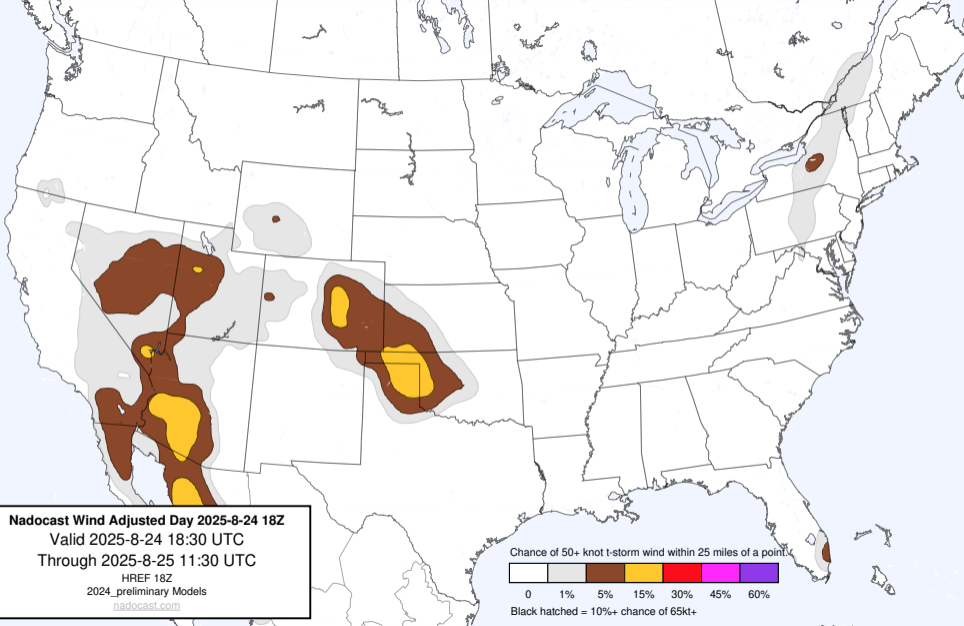 Nadocast Wind Adjusted Day 2025-8-24 18Z
Valid 2025-8-24 18:30 UTC
Through 2025-8-25 11:30 UTC
HREF 18Z
2024_preliminary Models
nadocast.com
Chance of 50+ knot t-storm wind within 25 miles of a point.
0 1% 5% 15% 30% 45% 60%
Black hatched = 10%+ chance of 65kt+